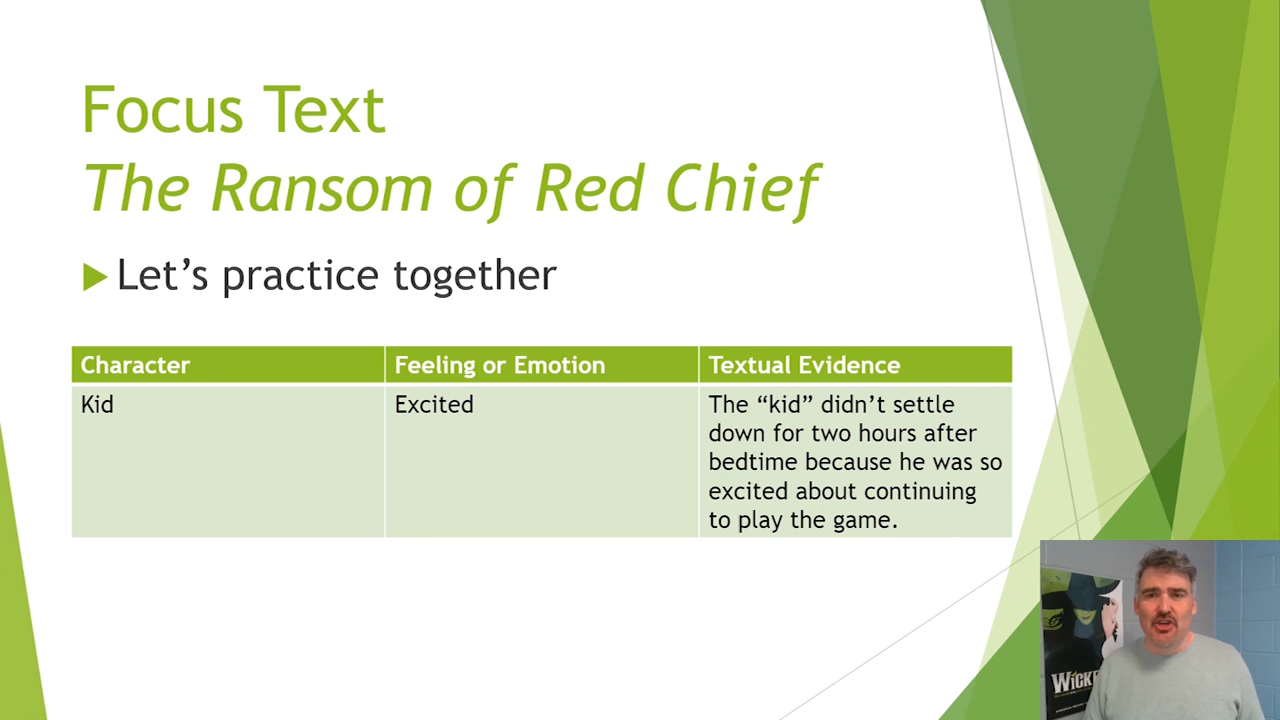 Focus Text
The Ransom of Red Chief
Let’s practice together
Character
Feeling or Emotion
Textual Evidence
Kid
Excited
The “kid” didn’t settle
down for two hours after
bedtime because he was so
excited about continuing
to play the game.